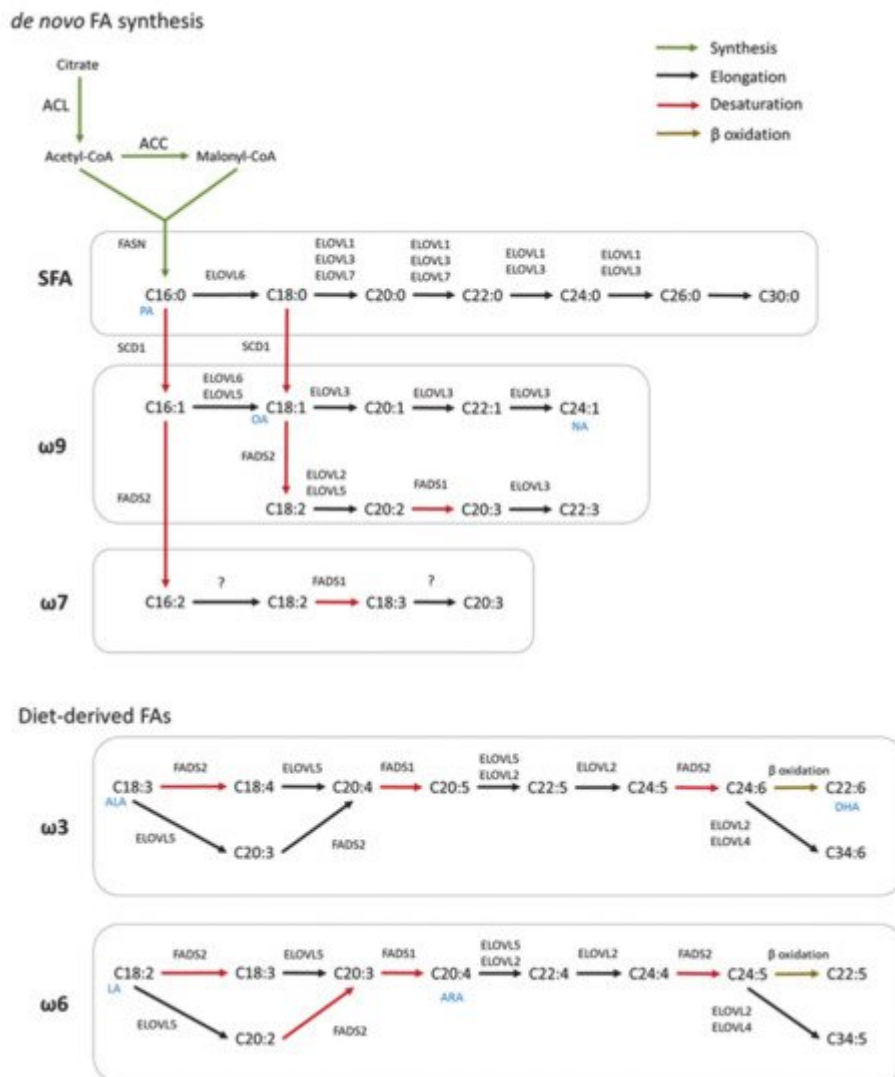 de novo FA synthesis
Synthesis
Elongation
Desaturation
β oxidation
Citrate
ACL
Acetyl-CoA
ACC
Malonyl-CoA
SFA
FASN
ELOVL6
ELOVL1
ELOVL3
ELOVL7
ELOVL1
ELOVL3
ELOVL7
ELOVL1
ELOVL3
ELOVL1
ELOVL3
C16:0 C18:0 C20:0 C22:0 C24:0 C26:0 C30:0
PA
SCD1 SCD1
ω9
ELOVL6
ELOVL5
ELOVL3 ELOVL3 ELOVL3
C16:1 C18:1 C20:1 C22:1 C24:1
OA NA
FADS2
FADS2
ELOVL2
ELOVL5
FADS1 ELOVL3
C18:2 C20:2 C20:3 C22:3
ω7
? FADS1 ?
C16:2 C18:2 C18:3 C20:3
Diet-derived FAs
ω3
FADS2 ELOVL5 FADS1
ELOVL5
ELOVL2
ELOVL2 FADS2 β oxidation
C18:3 C18:4 C20:4 C20:5 C22:5 C24:5 C24:6 C22:6
ALA DHA
ELOVL5 FADS2
ELOVL2
ELOVL4
C20:3 C34:6
ω6
FADS2 ELOVL5 FADS1
ELOVL5
ELOVL2
ELOVL2 FADS2 β oxidation
C18:2 C18:3 C20:3 C20:4 C22:4 C24:4 C24:5 C22:5
LA ARA
ELOVL5 FADS2
ELOVL2
ELOVL4
C20:2 C34:5